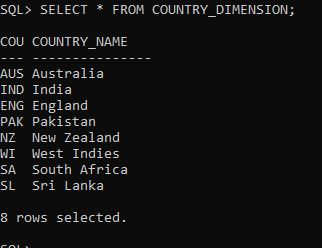 SQL> SELECT * FROM COUNTRY_DIMENSION;
COU COUNTRY_NAME
--- ---------------
AUS Australia
IND India
ENG England
PAK Pakistan
NZ  New Zealand
WI  West Indies
SA  South Africa
SL  Sri Lanka
8 rows selected.
SQL>